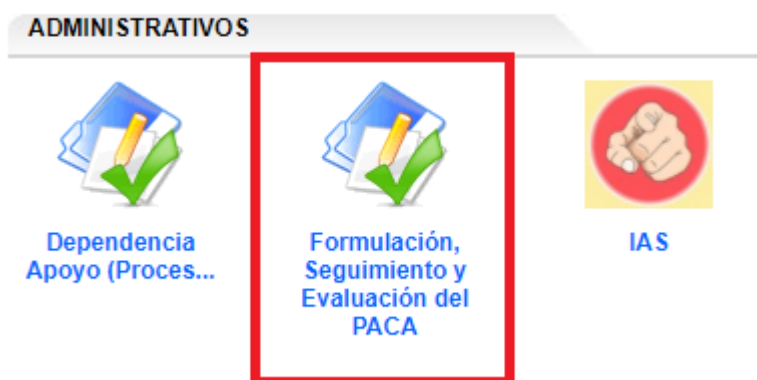 ADMINISTRATIVOS
Dependencia
Apoyo (Proces...
Formulación,
Seguimiento y
Evaluación del
PACA
IAS